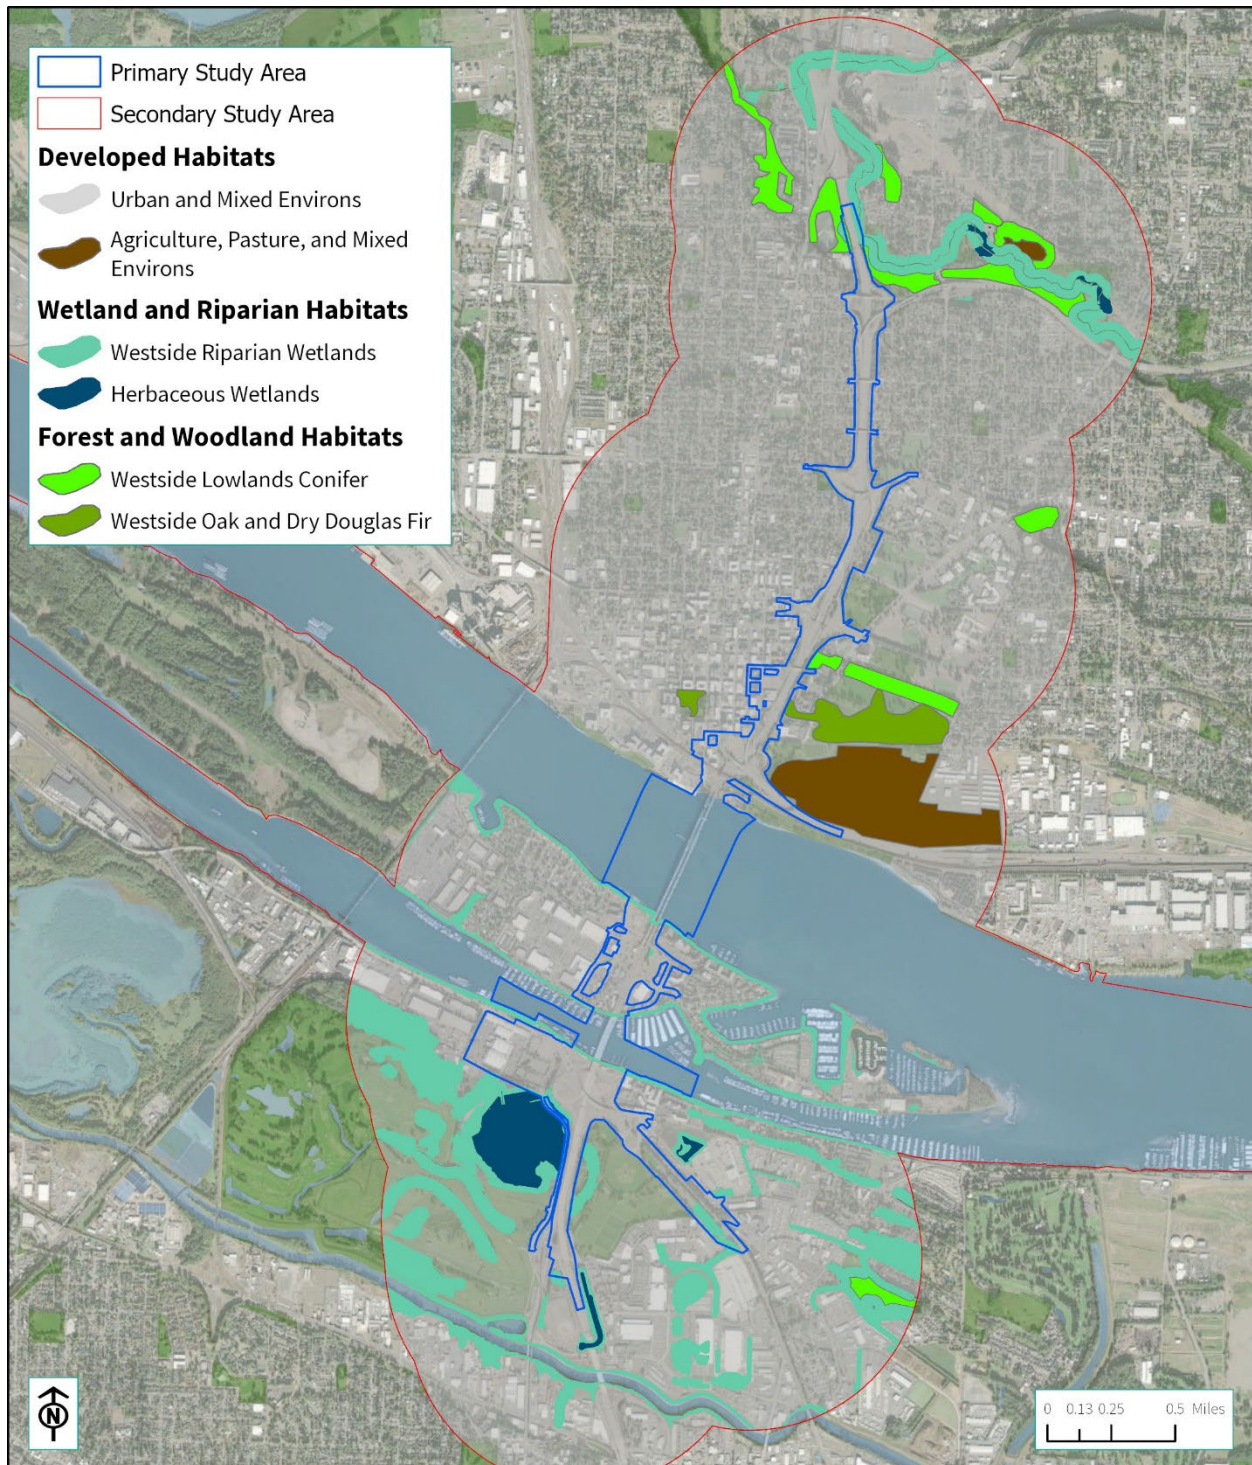 Primary Study Area
Secondary Study Area
Developed Habitats
Urban and Mixed Environs
Agriculture, Pasture, and Mixed
Environs
Wetland and Riparian Habitats
Westside Riparian Wetlands
Herbaceous Wetlands
Forest and Woodland Habitats
Westside Lowlands Conifer
Westside Oak and Dry Douglas Fir
N
0 0.13 0.25 0.5 Miles